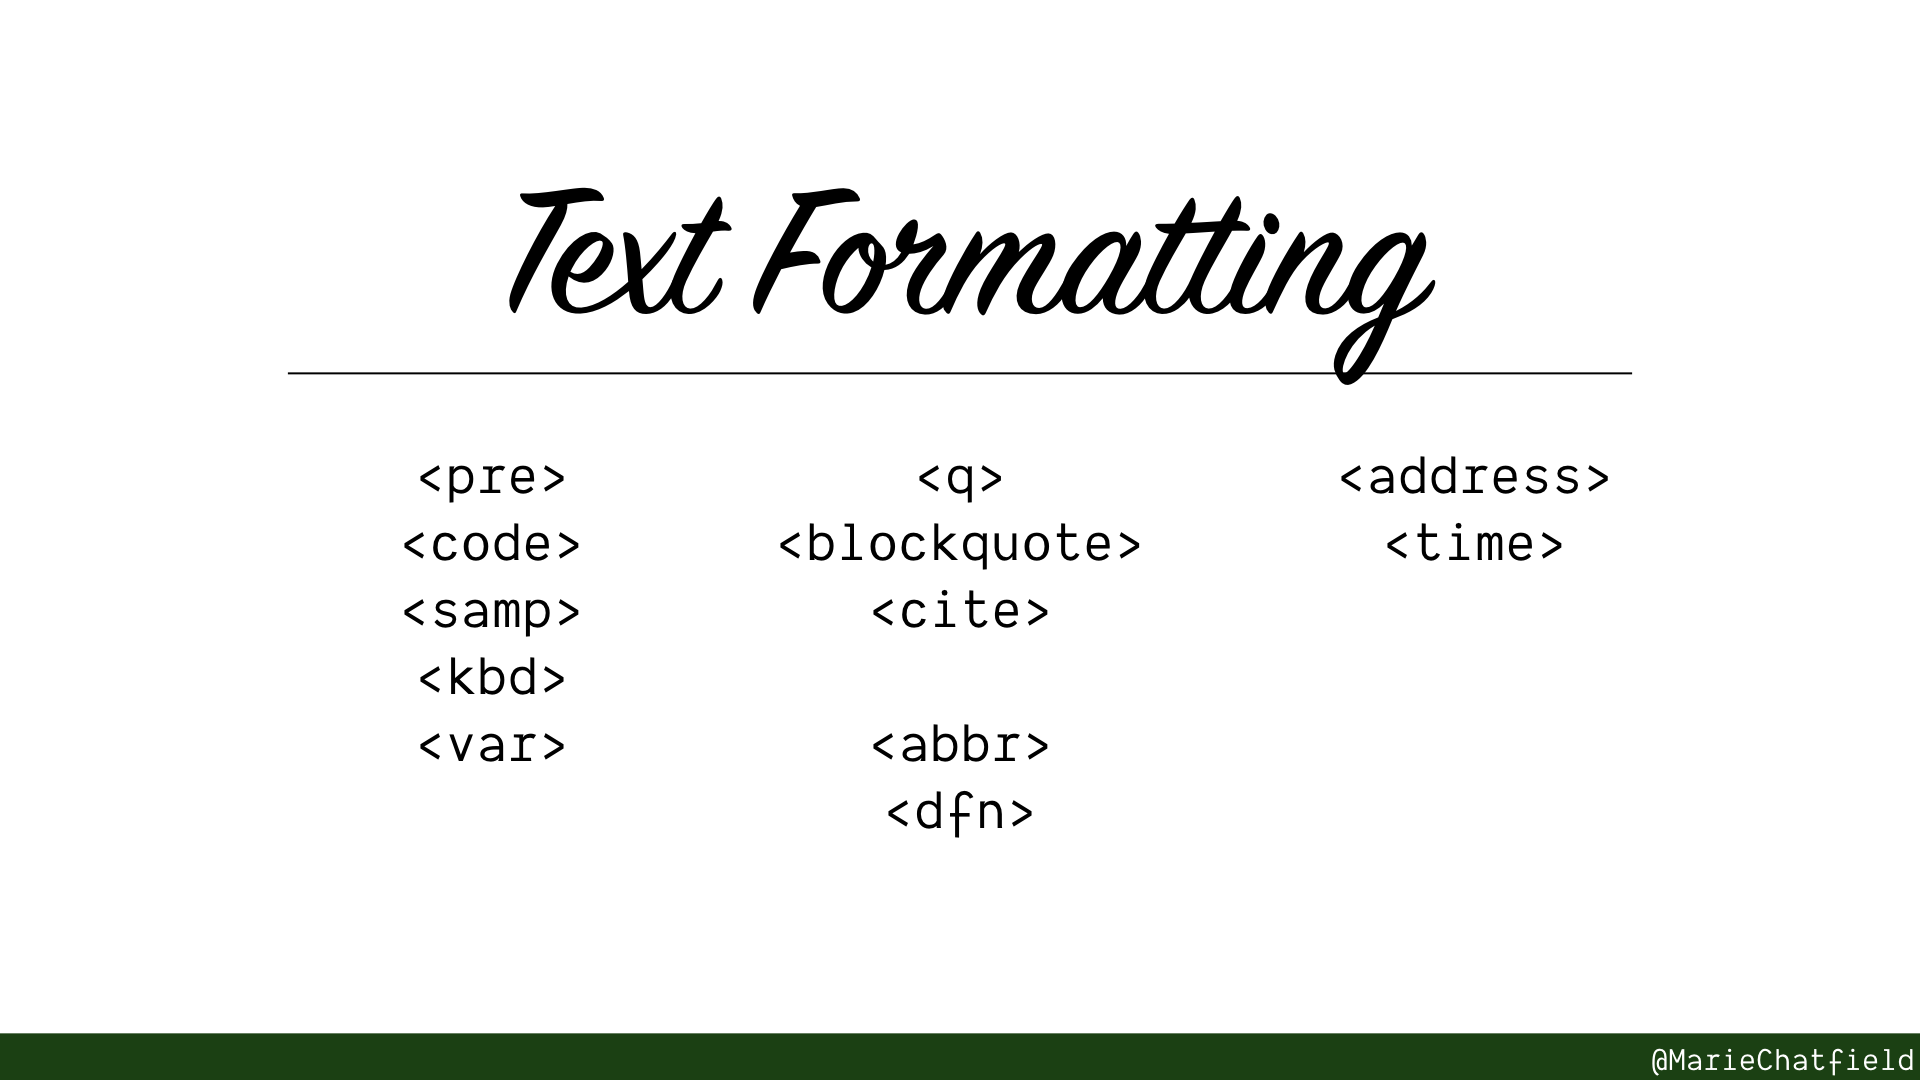 Text Formatting
<pre>
<code>
<samp>
<kbd>
<var>
<q>
<blockquote>
<cite>
<abbr>
<dfn>
<address>
<time>
@MarieChatfield